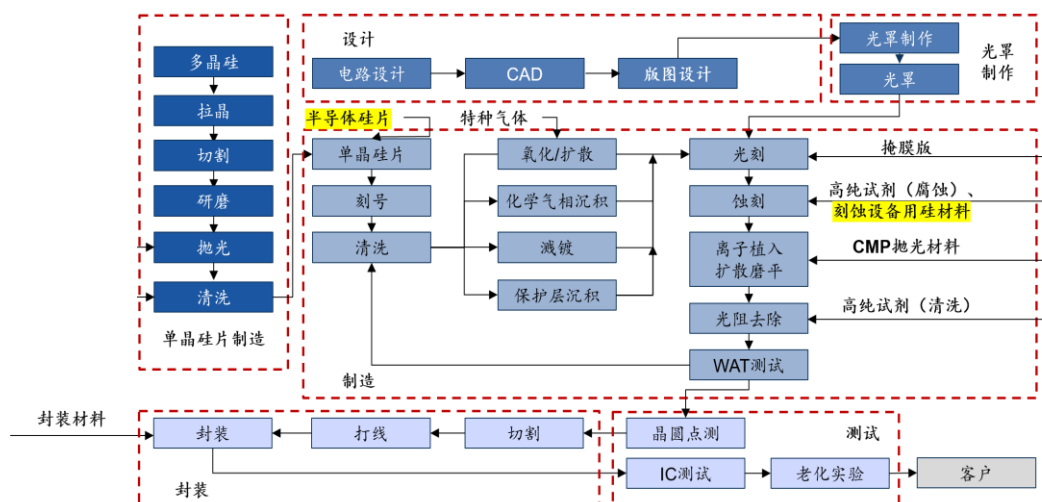 设计
电路设计
CAD
版图设计
光罩制作
光罩
光罩
制作
多晶硅
拉晶
切割
研磨
抛光
清洗
单晶硅片制造
半导体硅片
特种气体
单晶硅片
刻号
清洗
氧化/扩散
化学气相沉积
溅镀
保护层沉积
光刻
蚀刻
离子植入
扩散磨平
光阻去除
WAT测试
制造
掩膜版
高纯试剂（腐蚀）、
刻蚀设备用硅材料
CMP抛光材料
高纯试剂（清洗）
封装材料
封装
打线
切割
晶圆点测
测试
封装
IC测试
老化实验
客户